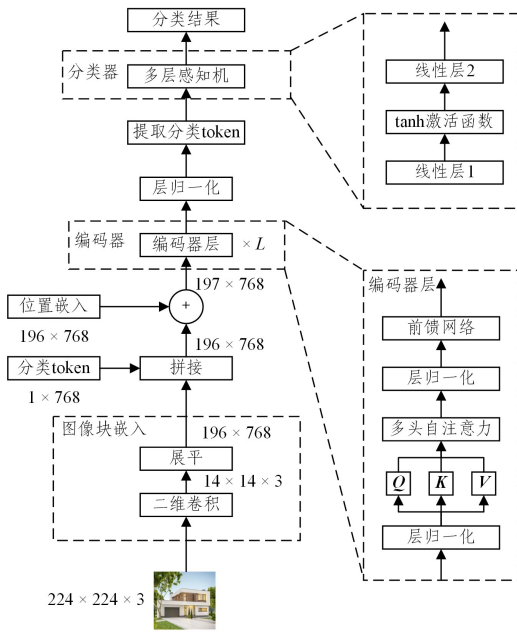 分类结果
分类器
多层感知机
提取分类token
层归一化
编码器
编码器层
× L
197 × 768
位置嵌入
+
196 × 768
196 × 768
分类token
拼接
1 × 768
图像块嵌入
196 × 768
展平
14 × 14 × 3
二维卷积
224 × 224 × 3
线性层2
tanh激活函数
线性层1
编码器层
前馈网络
层归一化
多头自注意力
Q K V
层归一化